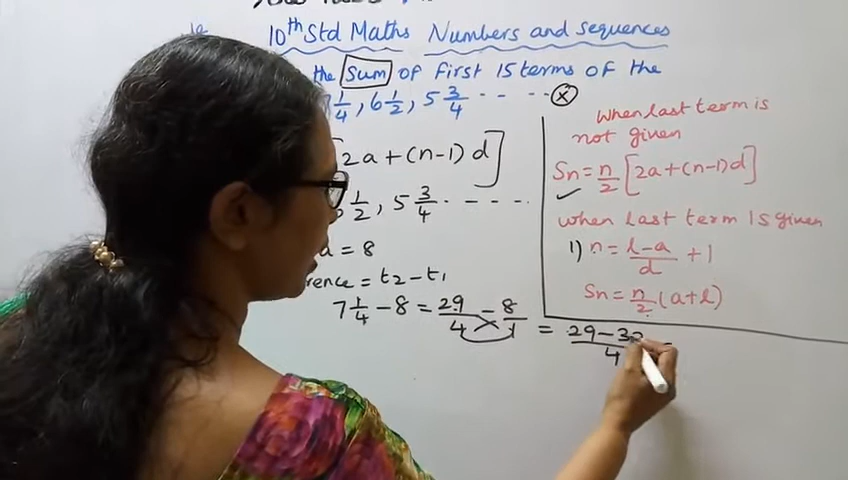 10th Std Maths Numbers and Sequences
the Sum of first 15 terms of the
1/4, 6 1/2, 5 3/4 - - - - -
2a + (n-1) d]
1/2, 5 3/4 - - - - -
a = 8
rence = t2 - t1
7 1/4 - 8 = 29/4 - 8/1 = 29-32/4 =
when last term is
not given
Sn = n/2 [2a + (n-1) d]
when last term is given
1) n = l-a/d + 1
Sn = n/2 (a+l)